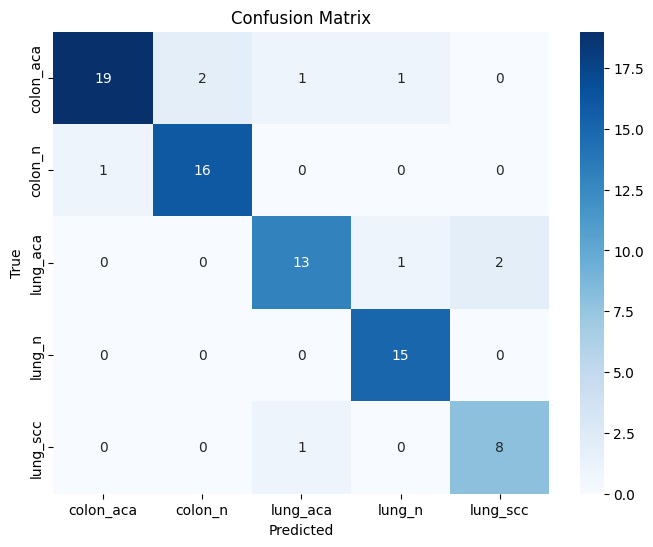 Confusion Matrix
True
colon_aca 19 2 1 1 0
colon_n 1 16 0 0 0
lung_aca 0 0 13 1 2
lung_n 0 0 0 15 0
lung_scc 0 0 1 0 8
colon_aca colon_n lung_aca lung_n lung_scc
Predicted
17.5
15.0
12.5
10.0
7.5
5.0
2.5
0.0